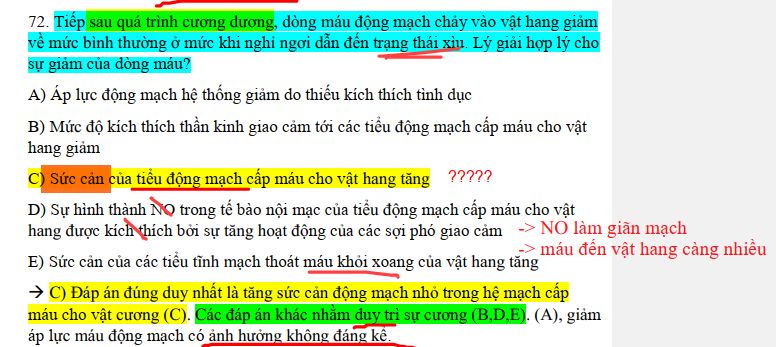 72. Tiếp sau quá trình cương dương, dòng máu động mạch chảy vào vật hang giảm
về mức bình thường ở mức khi nghỉ ngơi dẫn đến trạng thái xìu. Lý giải hợp lý cho
sự giảm của dòng máu?
A) Áp lực động mạch hệ thống giảm do thiếu kích thích tình dục
B) Mức độ kích thích thần kinh giao cảm tới các tiểu động mạch cấp máu cho vật
hang giảm
C) Sức cản của tiểu động mạch cấp máu cho vật hang tăng ?????
D) Sự hình thành NO trong tế bào nội mạc của tiểu động mạch cấp máu cho vật
hang được kích thích bởi sự tăng hoạt động của các sợi phó giao cảm
-> NO làm giãn mạch
-> máu đến vật hang càng nhiều
E) Sức cản của các tiểu tĩnh mạch thoát máu khỏi xoang của vật hang tăng
→ C) Đáp án đúng duy nhất là tăng sức cản động mạch nhỏ trong hệ mạch cấp
máu cho vật cương (C). Các đáp án khác nhằm duy trì sự cương (B,D,E). (A), giảm
áp lực máu động mạch có ảnh hưởng không đáng kể.